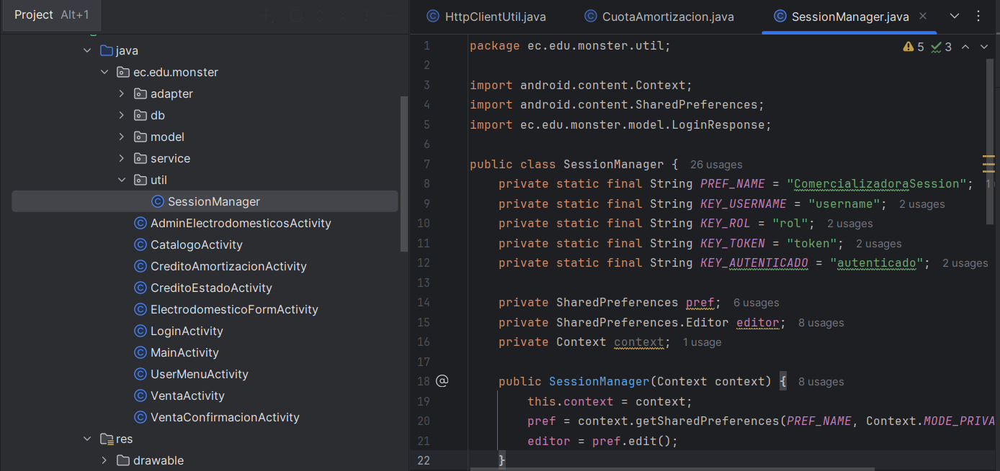 Project Alt+1
java
ec.edu.monster
adapter
db
model
service
util
SessionManager
AdminElectrodomesticosActivity
CatalogoActivity
CreditoAmortizacionActivity
CreditoEstadoActivity
ElectrodomesticoFormActivity
LoginActivity
MainActivity
UserMenuActivity
VentaActivity
VentaConfirmacionActivity
res
drawable
HttpClientUtil.java CuotaAmortizacion.java SessionManager.java
5 3
1 package ec.edu.monster.util;
2
3 import android.content.Context;
4 import android.content.SharedPreferences;
5 import ec.edu.monster.model.LoginResponse;
6
7 public class SessionManager { 26 usages
8 private static final String PREF_NAME = "ComercializadoraSession"; 1
9 private static final String KEY_USERNAME = "username"; 2 usages
10 private static final String KEY_ROL = "rol"; 2 usages
11 private static final String KEY_TOKEN = "token"; 2 usages
12 private static final String KEY_AUTENTICADO = "autenticado"; 2 usages
13
14 private SharedPreferences pref; 6 usages
15 private SharedPreferences.Editor editor; 8 usages
16 private Context context; 1 usage
17
18 public SessionManager(Context context) { 8 usages
19 this.context = context;
20 pref = context.getSharedPreferences(PREF_NAME, Context.MODE_PRIVA
21 editor = pref.edit();
22 }